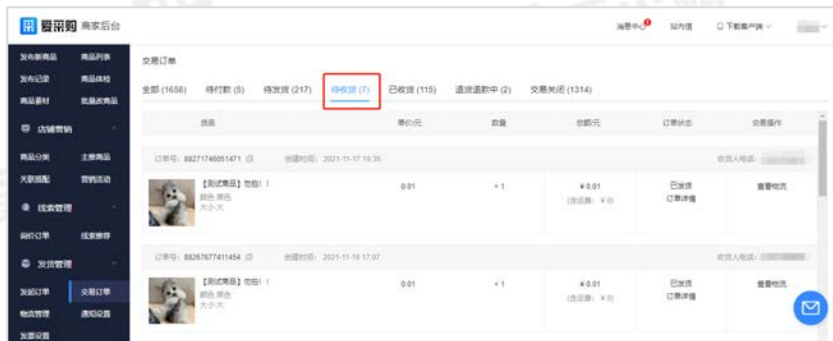 爱采购 商家后台
消息中心 站内信 下载客户端
发布新商品 商品列表
发布记录 商品体检
商品素材 批量改商品
店铺营销
商品分类 主推商品
关联搭配 营销活动
线索管理
询价订单 线索推荐
发货管理
发起订单 交易订单
物流管理 通知设置
发票设置
交易订单
全部 (1658) 待付款 (5) 待发货 (217) 待收货 (7) 已收货 (115) 退货退款中 (2) 交易关闭 (1314)
货品 单价/元 数量 总额/元 订单状态 交易操作
订单号: 88271746051471 创建时间: 2021-11-17 19:35 收货人电话:
【测试商品】勿拍！！ 0.01 × 1 ¥ 0.01 已发货 查看物流
颜色:黑色 (含运费: ¥ 0) 订单详情
大小:大
订单号: 88267677411454 创建时间: 2021-11-16 17:07 收货人电话:
【测试商品】勿拍！！ 0.01 × 1 ¥ 0.01 已发货 查看物流
颜色:黑色 (含运费: ¥ 0) 订单详情
大小:大